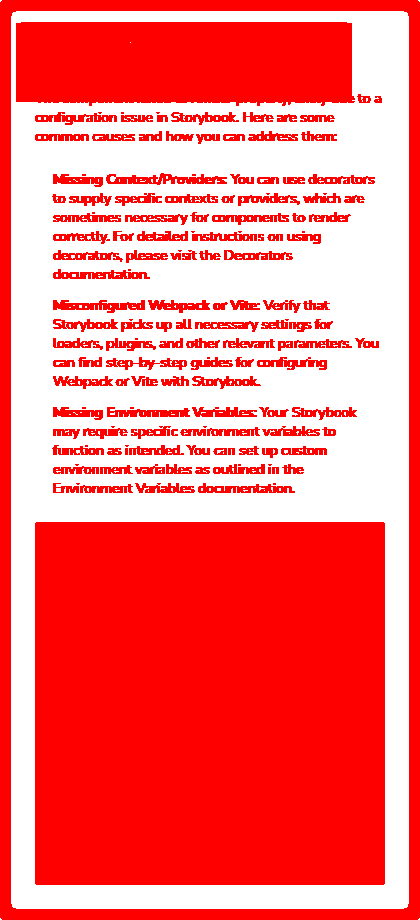 to a
configuration issue in Storybook. Here are some
common causes and how you can address them:
Missing Context/Providers: You can use decorators
to supply specific contexts or providers, which are
sometimes necessary for components to render
correctly. For detailed instructions on using
decorators, please visit the Decorators
documentation.
Misconfigured Webpack or Vite: Verify that
Storybook picks up all necessary settings for
loaders, plugins, and other relevant parameters. You
can find step-by-step guides for configuring
Webpack or Vite with Storybook.
Missing Environment Variables: Your Storybook
may require specific environment variables to
function as intended. You can set up custom
environment variables as outlined in the
Environment Variables documentation.